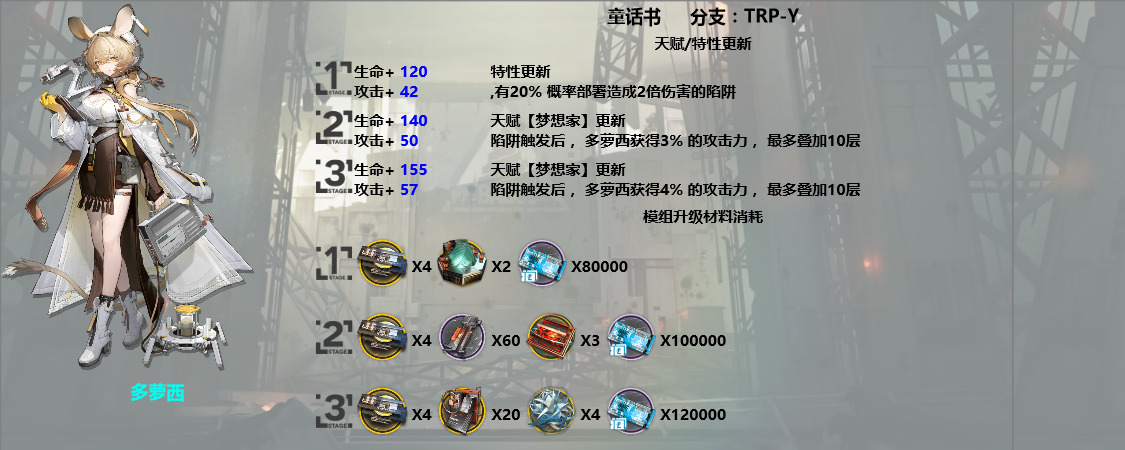 童话书 分支：TRP-Y
天赋/特性更新
1 STAGE
生命+ 120 特性更新
攻击+ 42 ,有20% 概率部署造成2倍伤害的陷阱
2 STAGE
生命+ 140 天赋【梦想家】更新
攻击+ 50 陷阱触发后 ，多萝西获得3% 的攻击力 ，最多叠加10层
3 STAGE
生命+ 155 天赋【梦想家】更新
攻击+ 57 陷阱触发后 ，多萝西获得4% 的攻击力 ，最多叠加10层
模组升级材料消耗
1 STAGE X4 X2 X80000
2 STAGE X4 X60 X3 X100000
3 STAGE X4 X20 X4 X120000
多萝西